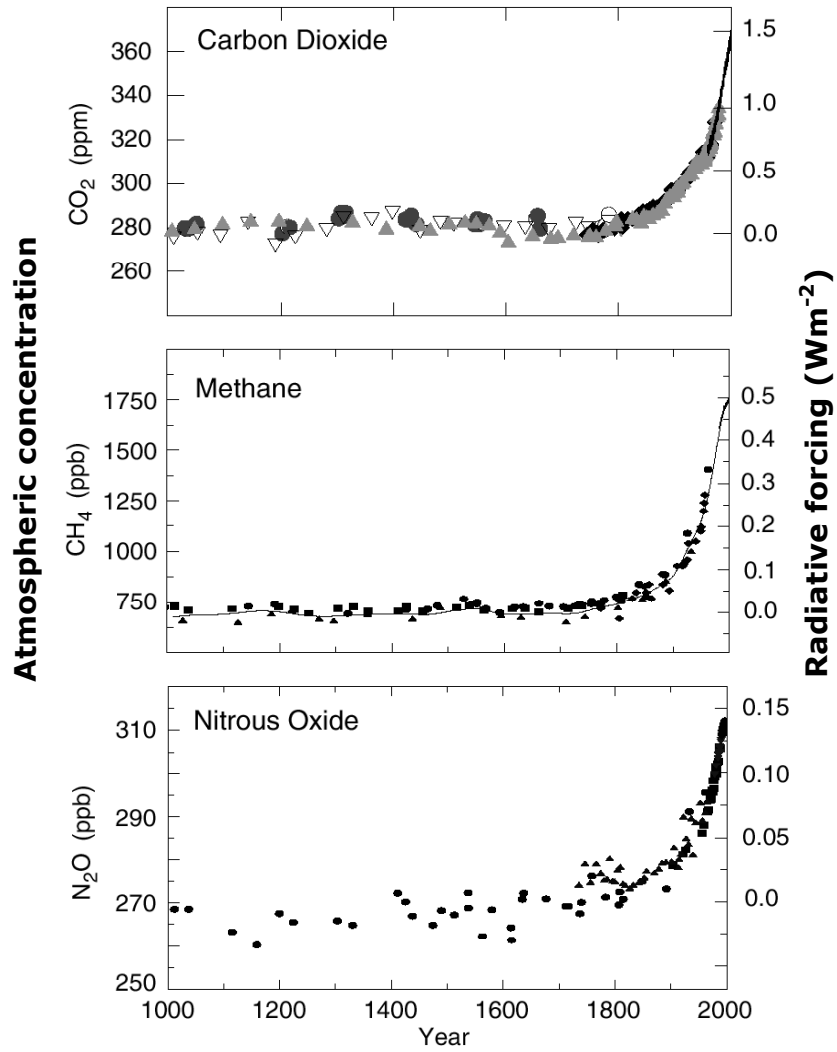 Atmospheric concentration
Radiative forcing (Wm-2)
Carbon Dioxide
CO2 (ppm)
360
340
320
300
280
260
1.5
1.0
0.5
0.0
Methane
CH4 (ppb)
1750
1500
1250
1000
750
0.5
0.4
0.3
0.2
0.1
0.0
Nitrous Oxide
N2O (ppb)
310
290
270
250
0.15
0.10
0.05
0.0
1000 1200 1400 1600 1800 2000
Year